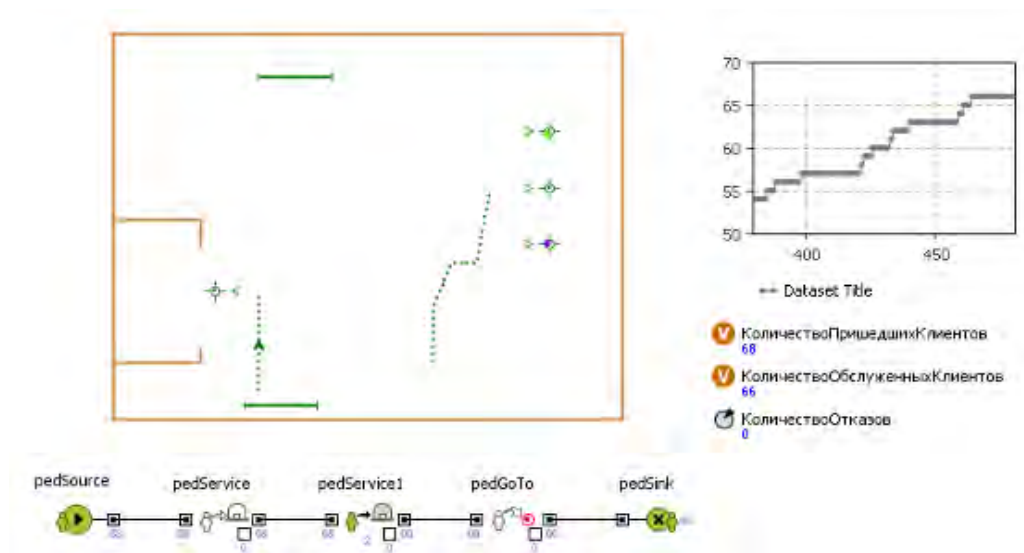 70
65
60
55
50
400 450
Dataset Title
КоличествоПришедшихКлиентов
68
КоличествоОбслуженныхКлиентов
66
КоличествоОтказов
0
pedSource pedService pedService1 pedGoTo pedSink